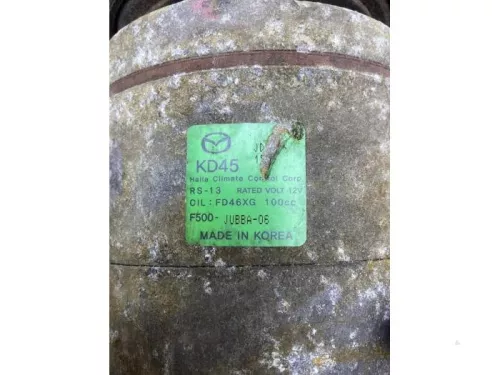 KD45
Halla Climate Control Corp
RS-13 RATED VOLT 12V
OIL: FD46XG 100cc
F500- JUBBA-06
MADE IN KOREA